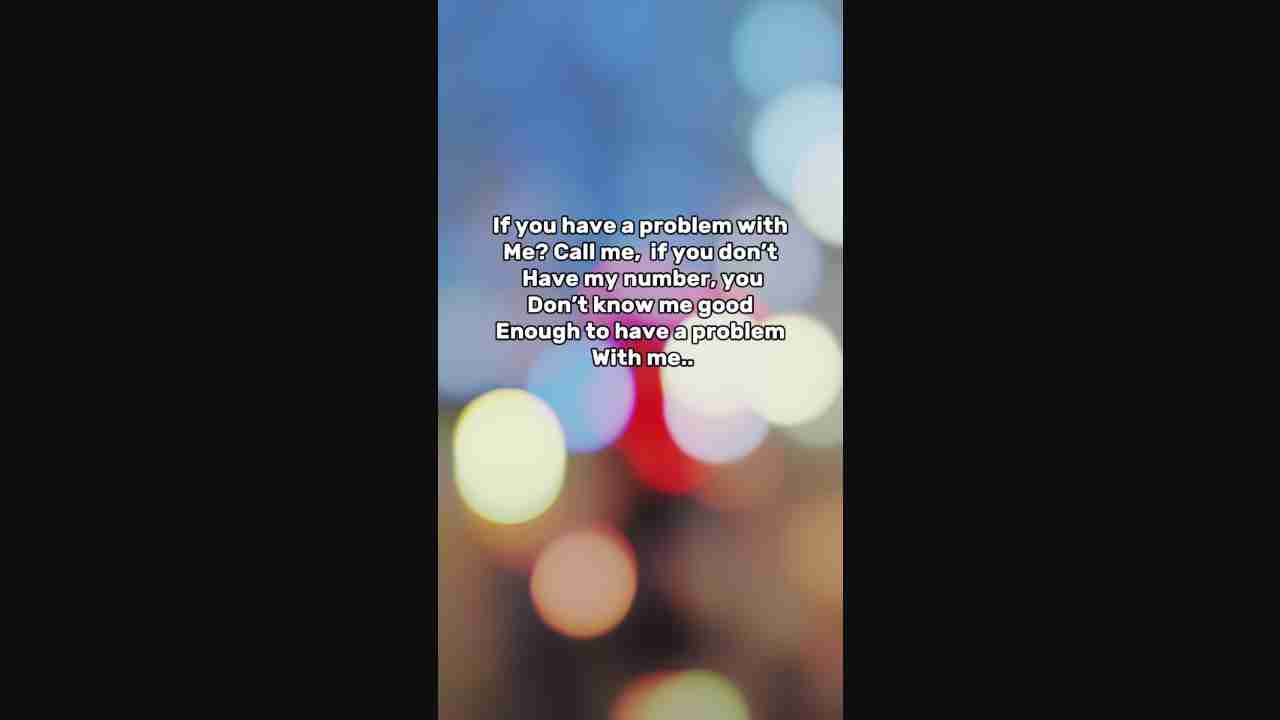 If you have a problem with
Me? Call me,  if you don’t
Have my number, you
Don’t know me good
Enough to have a problem
With me..